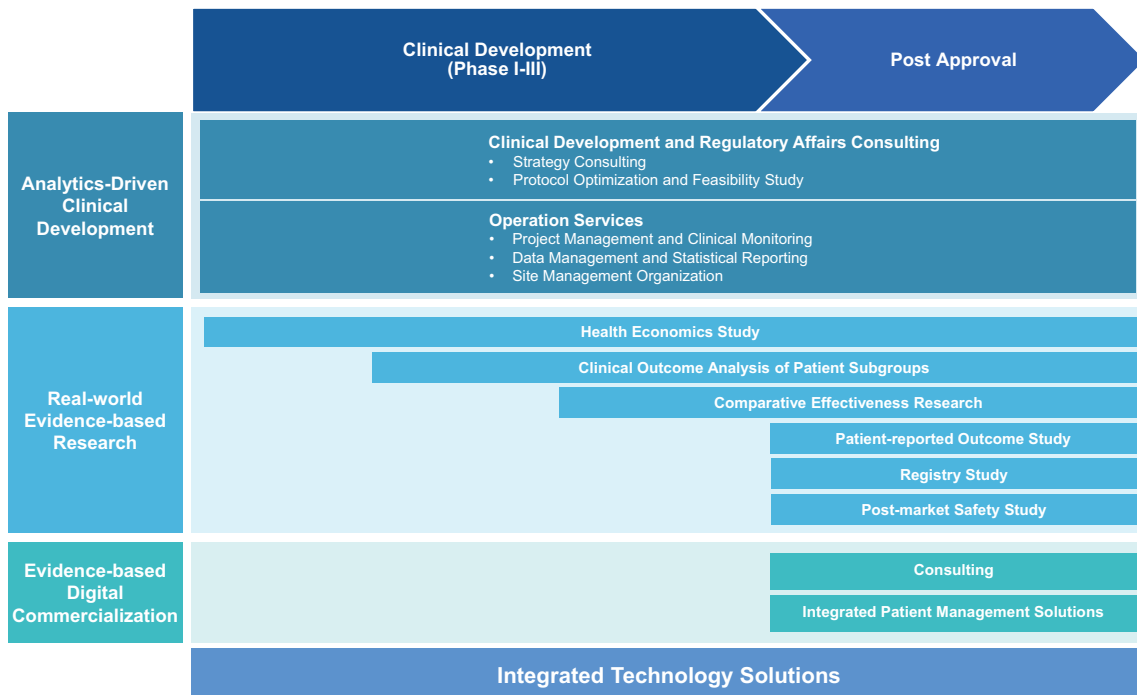 Clinical Development
(Phase I-III)
Post Approval
Analytics-Driven
Clinical
Development
Clinical Development and Regulatory Affairs Consulting
• Strategy Consulting
• Protocol Optimization and Feasibility Study
Operation Services
• Project Management and Clinical Monitoring
• Data Management and Statistical Reporting
• Site Management Organization
Real-world
Evidence-based
Research
Health Economics Study
Clinical Outcome Analysis of Patient Subgroups
Comparative Effectiveness Research
Patient-reported Outcome Study
Registry Study
Post-market Safety Study
Evidence-based
Digital
Commercialization
Consulting
Integrated Patient Management Solutions
Integrated Technology Solutions